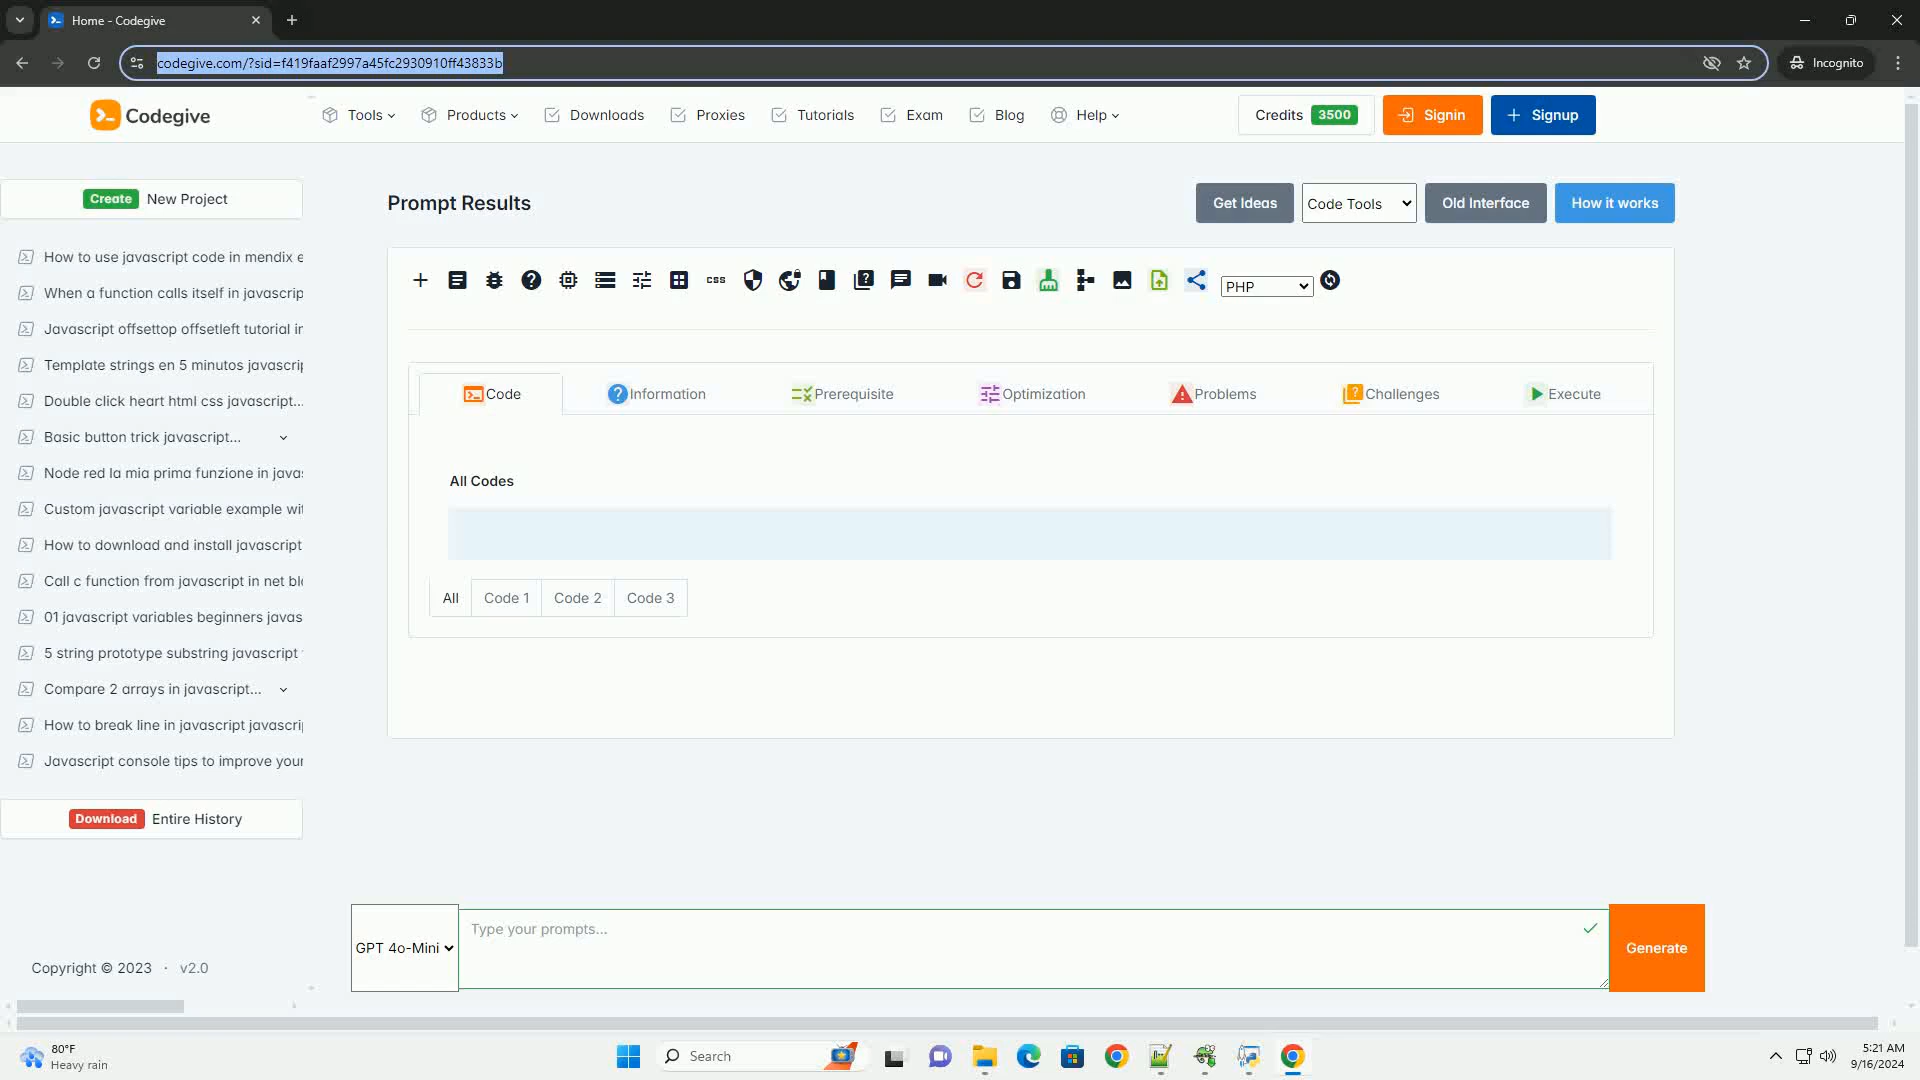 Home - Codegive
codegive.com/?sid=f419faaf2997a45fc2930910ff43833b
Incognito
Codegive
Tools
Products
Downloads
Proxies
Tutorials
Exam
Blog
Help
Credits 3500
Signin
Signup
Create New Project
How to use javascript code in mendix e
When a function calls itself in javascrip
Javascript offsettop offsetleft tutorial in
Template strings en 5 minutos javascrip
Double click heart html css javascript...
Basic button trick javascript...
Node red la mia prima funzione in javas
Custom javascript variable example wit
How to download and install javascript
Call c function from javascript in net bl
01 javascript variables beginners javas
5 string prototype substring javascript
Compare 2 arrays in javascript...
How to break line in javascript javascrip
Javascript console tips to improve your
Download Entire History
Copyright © 2023 · v2.0
Prompt Results
Get Ideas
Code Tools
Old Interface
How it works
css
PHP
Code
Information
Prerequisite
Optimization
Problems
Challenges
Execute
All Codes
All
Code 1
Code 2
Code 3
GPT 4o-Mini
Type your prompts...
Generate
80°F
Heavy rain
Search
5:21 AM
9/16/2024